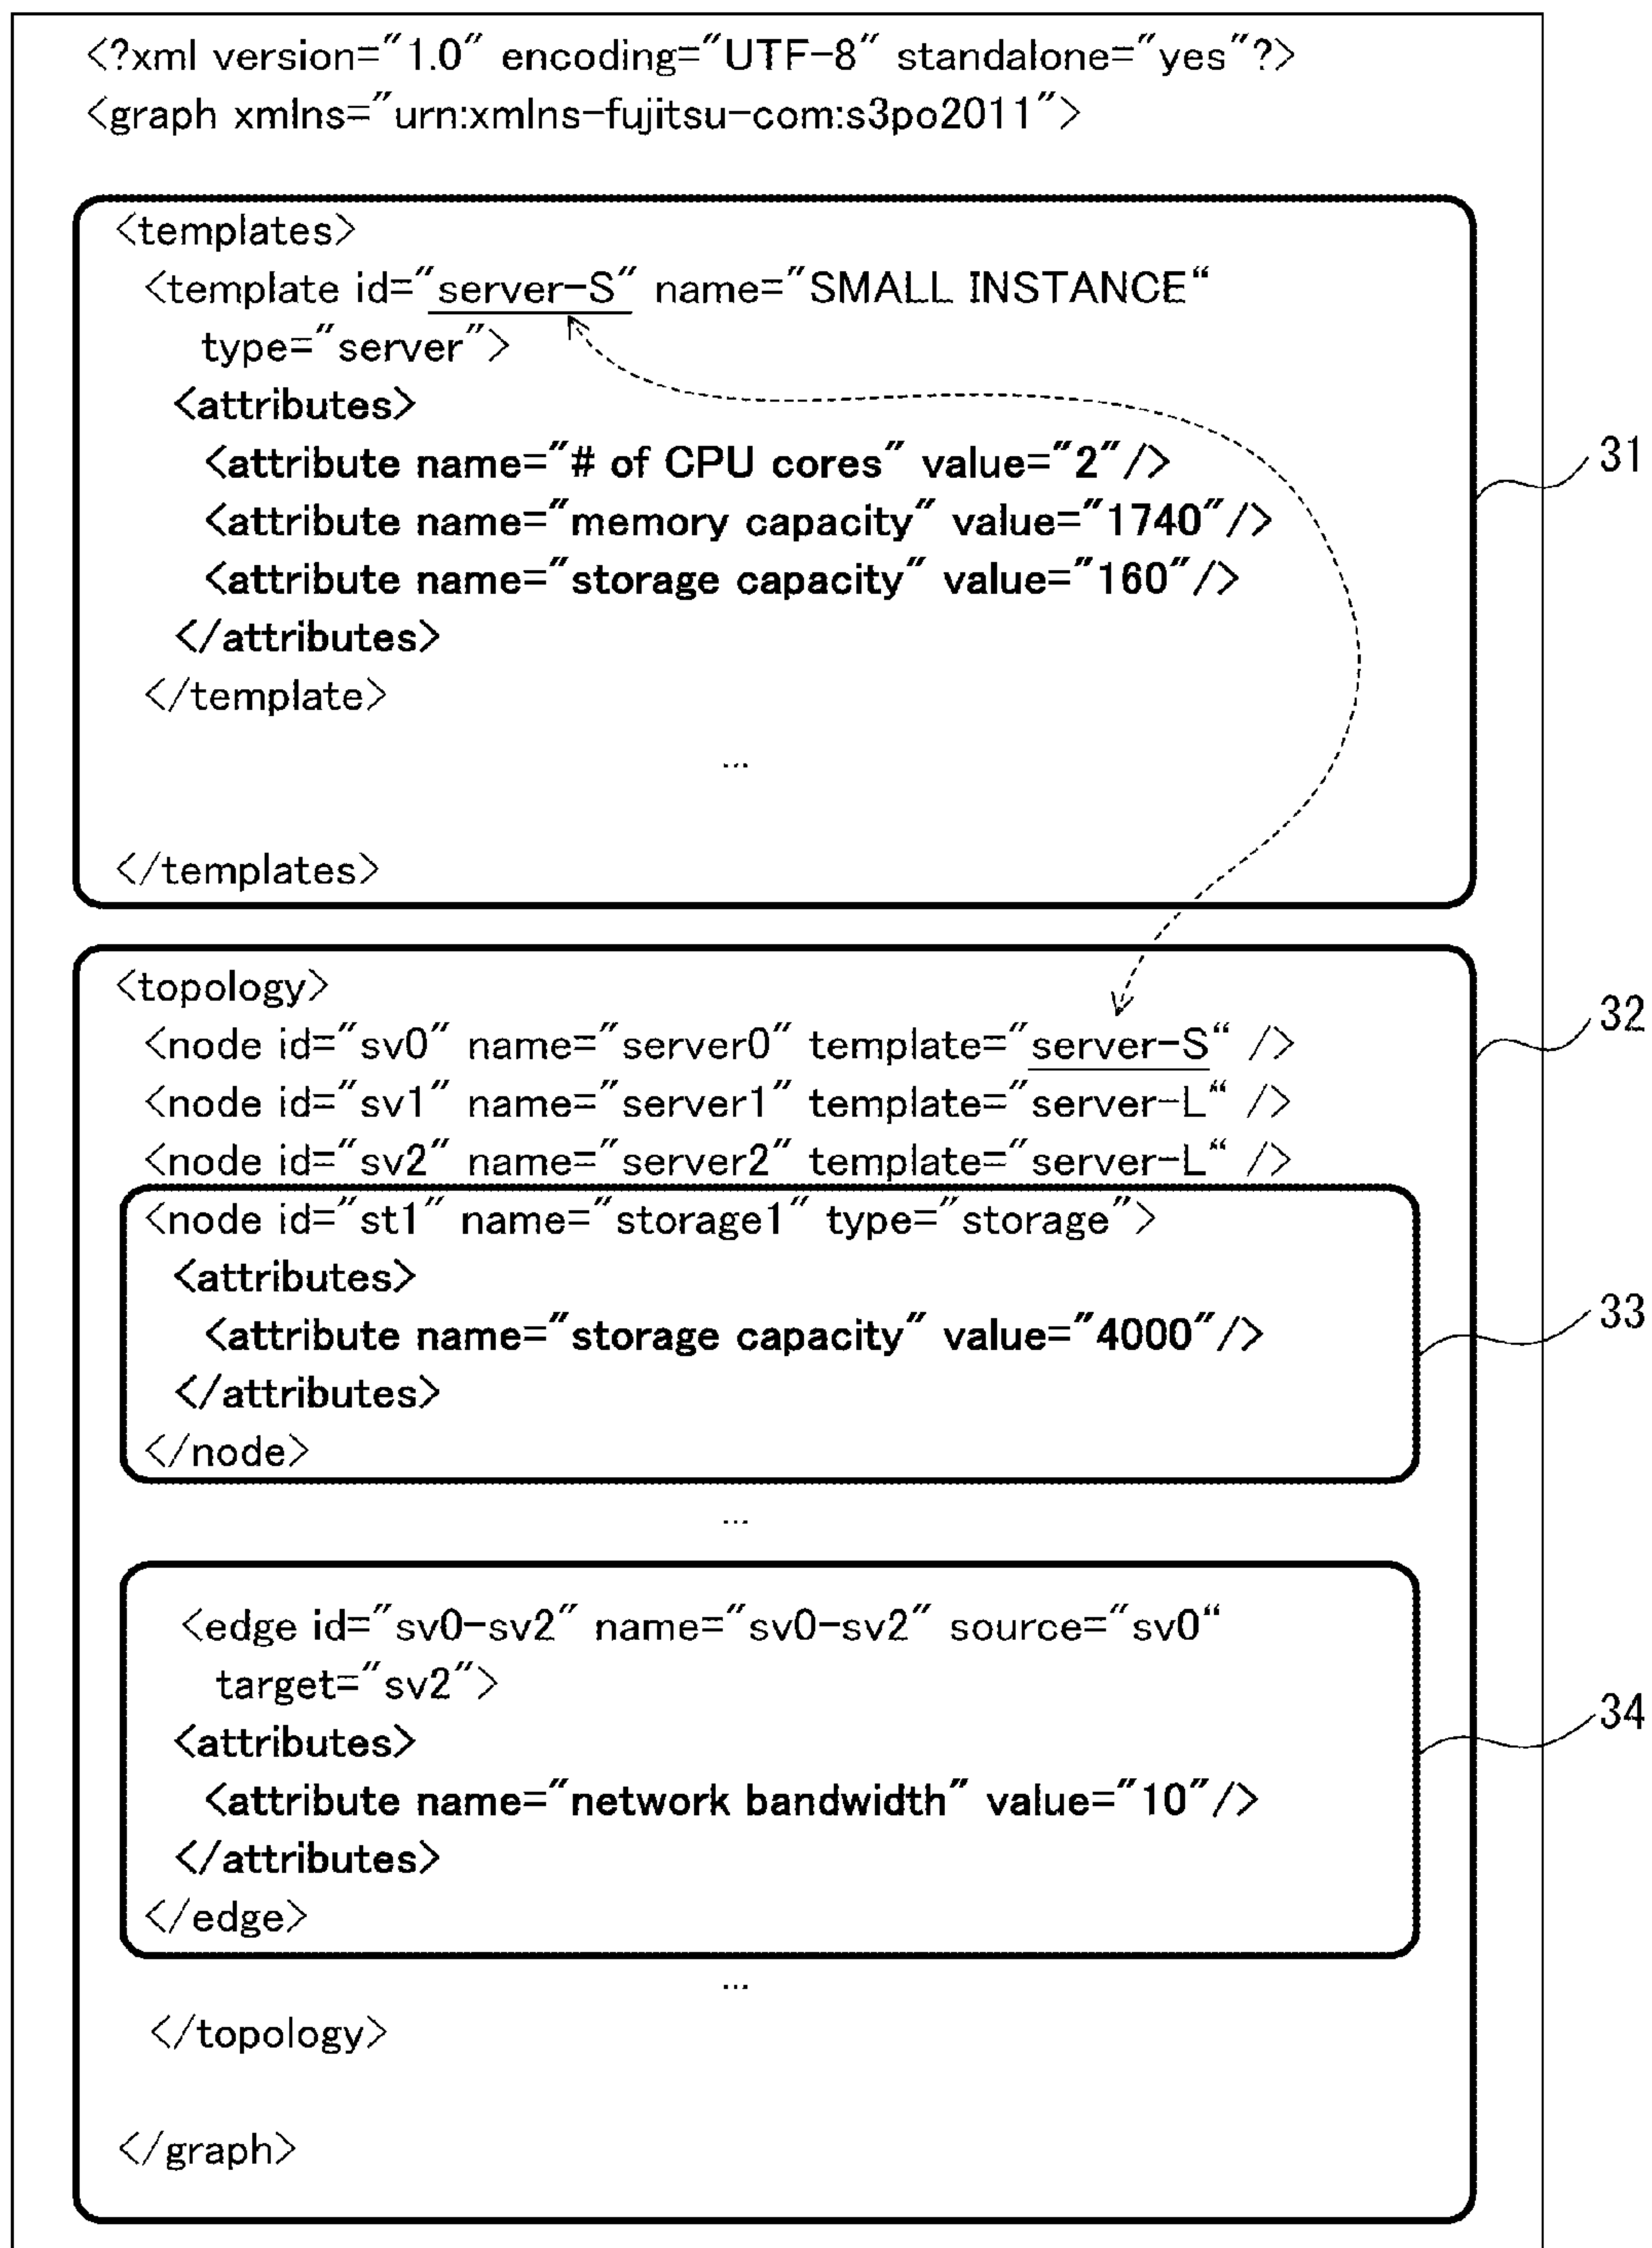 <?xml version="1.0" encoding="UTF-8" standalone="yes"?>
<graph xmlns="urn:xmlns-fujitsu-com:s3po2011">
<templates>
<template id="server-S" name="SMALL INSTANCE“
type="server">
<attributes>
<attribute name="# of CPU cores" value="2"/>
<attribute name="memory capacity" value="1740"/>
31
<attribute name="storage capacity" value="160"/>
</attributes>
</template>
...
</templates>
<topology>
<node id="sv0" name="server0" template="server-S“ />
32
<node id="sv1" name="server1" template="server-L“ />
<node id="sv2" name="server2" template="server-L“ />
<node id="st1" name="storage1" type="storage">
<attributes>
<attribute name="storage capacity" value="4000"/>
33
</attributes>
</node>
...
<edge id="sv0-sv2" name="sv0-sv2" source="sv0“
target="sv2">
<attributes>
34
<attribute name="network bandwidth" value="10"/>
</attributes>
</edge>
...
</topology>
</graph>